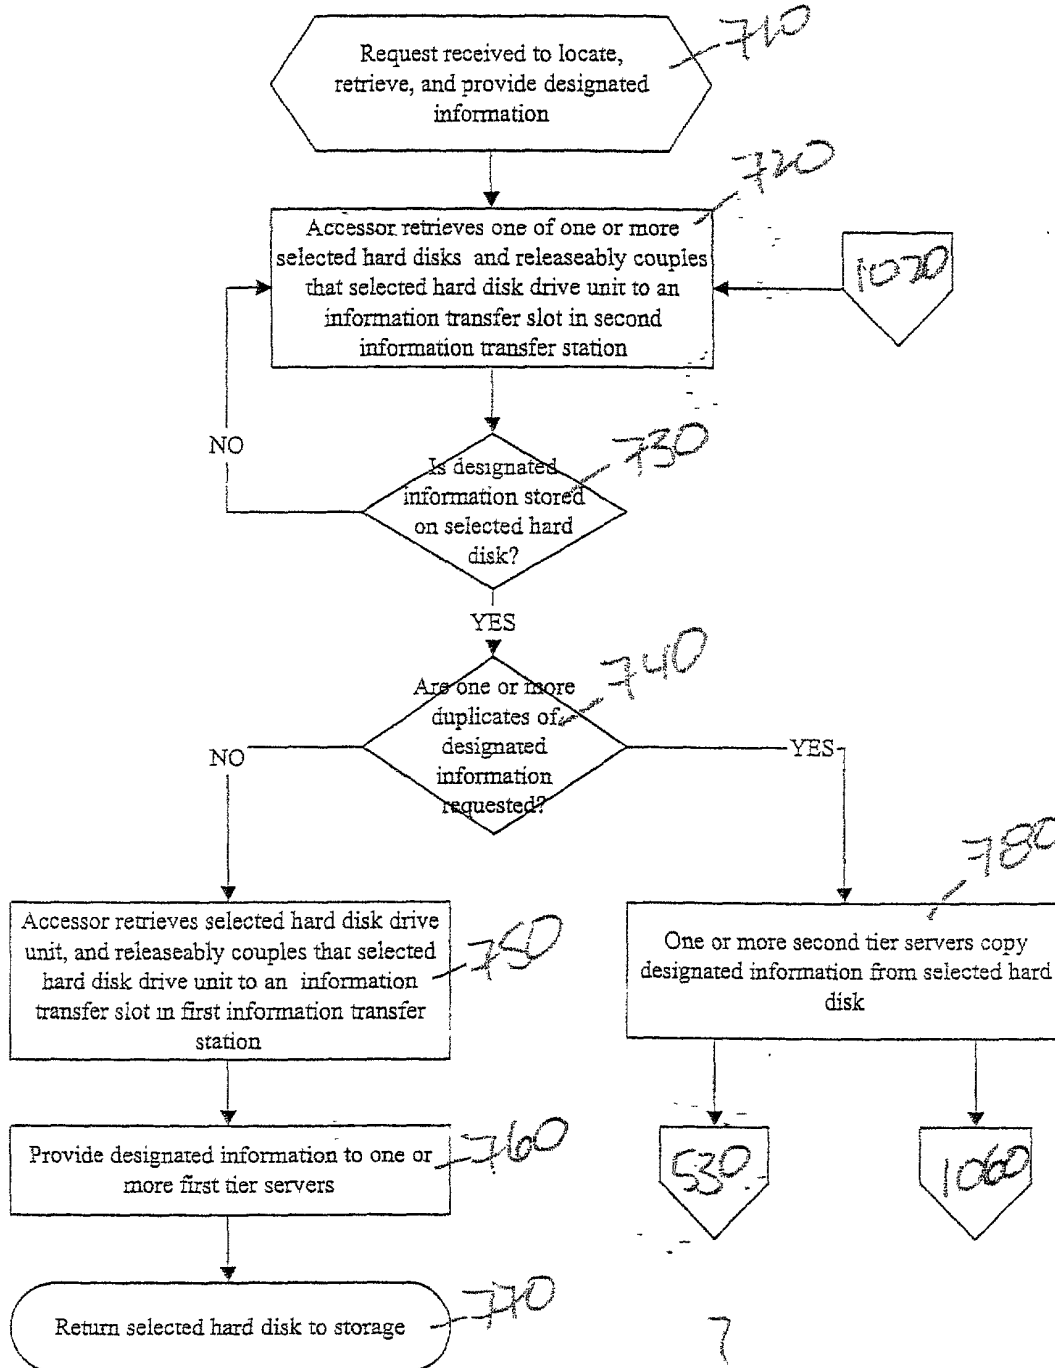 710
Request received to locate,
retrieve, and provide designated
information
720
Accessor retrieves one of one or more
selected hard disks and releaseably couples
that selected hard disk drive unit to an
information transfer slot in second
information transfer station
1020
NO
730
Is designated
information stored
on selected hard
disk?
YES
740
Are one or more
duplicates of
designated
information
requested?
NO
YES
780
Accessor retrieves selected hard disk drive
unit, and releaseably couples that selected
hard disk drive unit to an information
transfer slot in first information transfer
station
750
One or more second tier servers copy
designated information from selected hard
disk
Provide designated information to one or
more first tier servers
760
530
1060
Return selected hard disk to storage
770
7